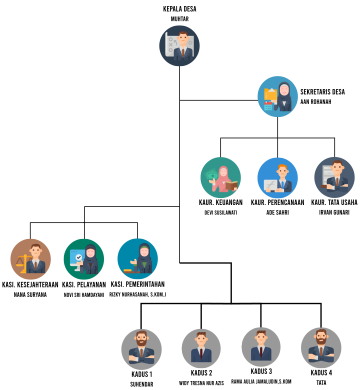 KEPALA DESA
MUHTAR
SEKRETARIS DESA
AAN ROHANAH
KAUR. KEUANGAN
DEWI SUSILAWATI
KAUR. PERENCANAAN
ADE SAHRI
KAUR. TATA USAHA
IRVAN GUNARI
KASI. KESEJAHTERAAN
NANA SURYANA
KASI. PELAYANAN
NOVI SRI HAMDAYANI
KASI. PEMERINTAHAN
RIZKY NURHASANAH, S.KOM.I
KADUS 1
SUHENDAR
KADUS 2
WIDY TRESNA NUR AZIS
KADUS 3
RAMA AULIA JAMALUDIN,S.KOM
KADUS 4
TATA